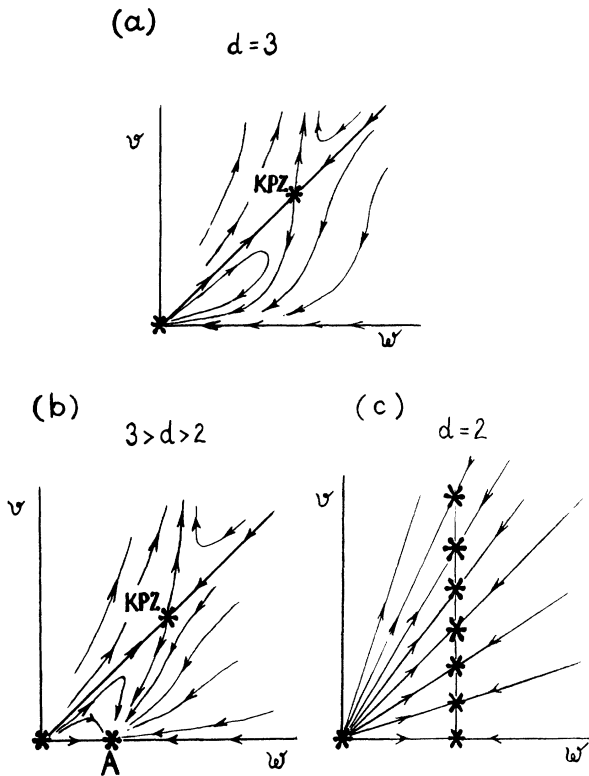 (a)
d = 3
v
KPZ
w
(b)
3 > d > 2
v
KPZ
A
w
(c)
d = 2
v
w